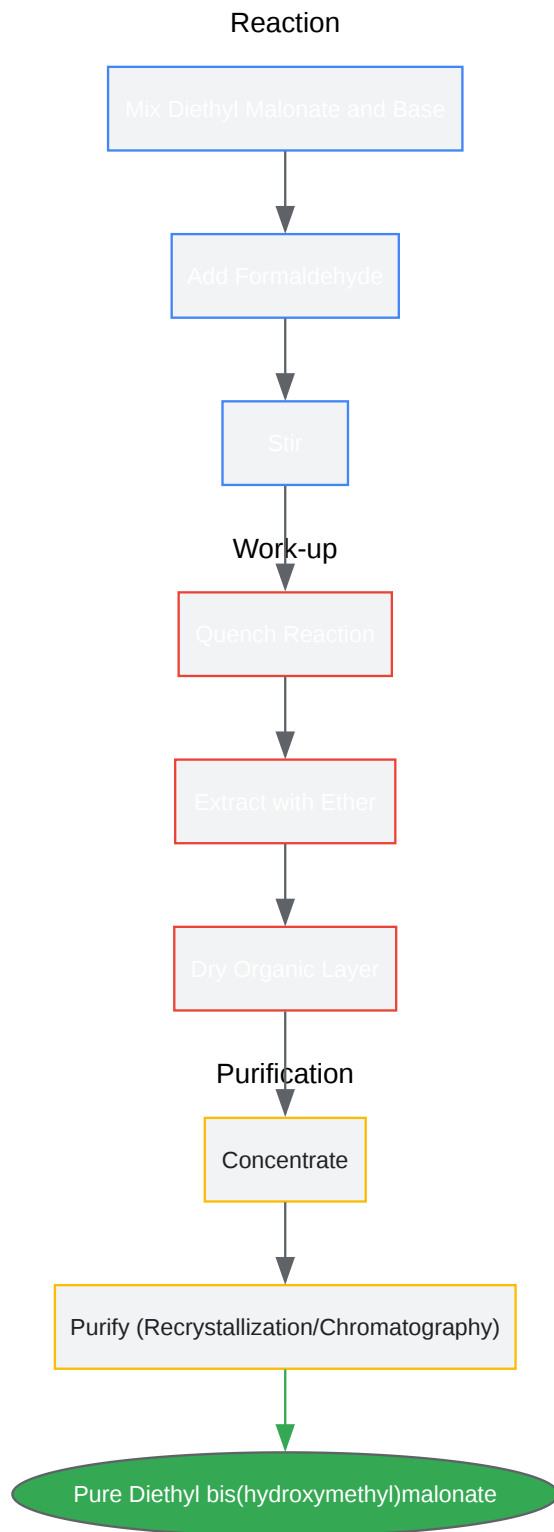 Reaction
Mix Diethyl Malonate and Base
Add Formaldehyde
Stir
Work-up
Quench Reaction
Extract with Ether
Dry Organic Layer
Purification
Concentrate
Purify (Recrystallization/Chromatography)
Pure Diethyl bis(hydroxymethyl)malonate